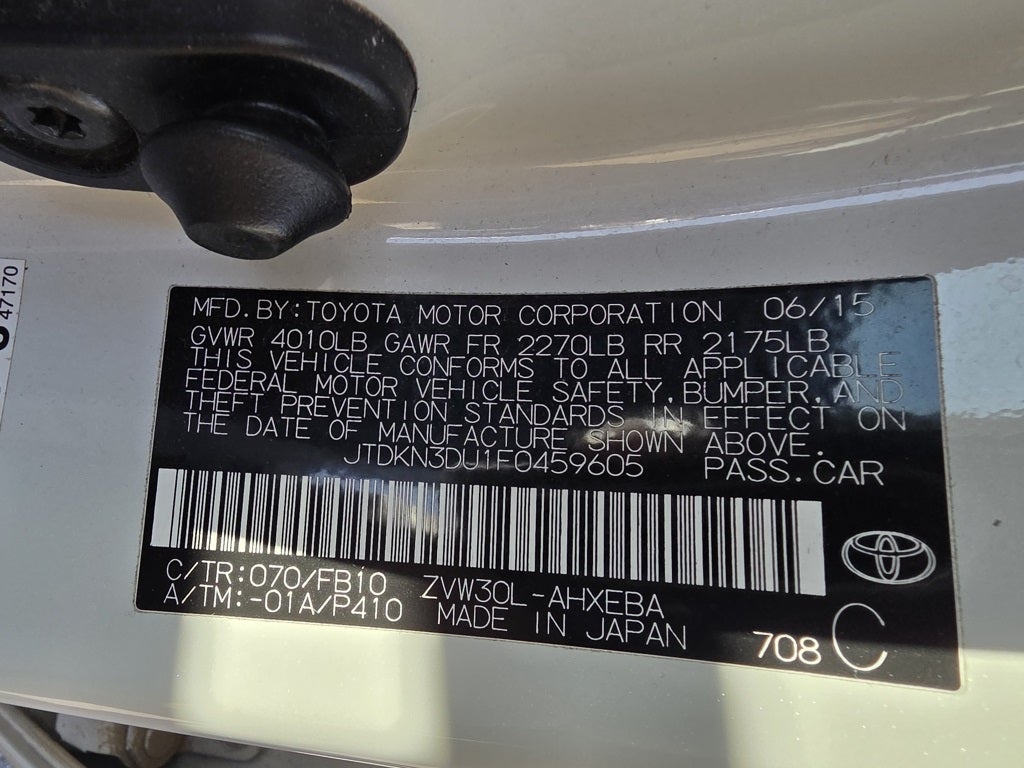 47170
MFD.BY:TOYOTA MOTOR CORPORATION 06/15
GVWR 4010LB GAWR FR 2270LB RR 2175LB
THIS VEHICLE CONFORMS TO ALL APPLICABLE
FEDERAL MOTOR VEHICLE SAFETY,BUMPER,AND
THEFT PREVENTION STANDARDS IN EFFECT ON
THE DATE OF MANUFACTURE SHOWN ABOVE.
JTDKN3DU1F0459605 PASS.CAR
C/TR:070/FB10 ZVW30L-AHXEBA
A/TM:-01A/P410 MADE IN JAPAN
708 C